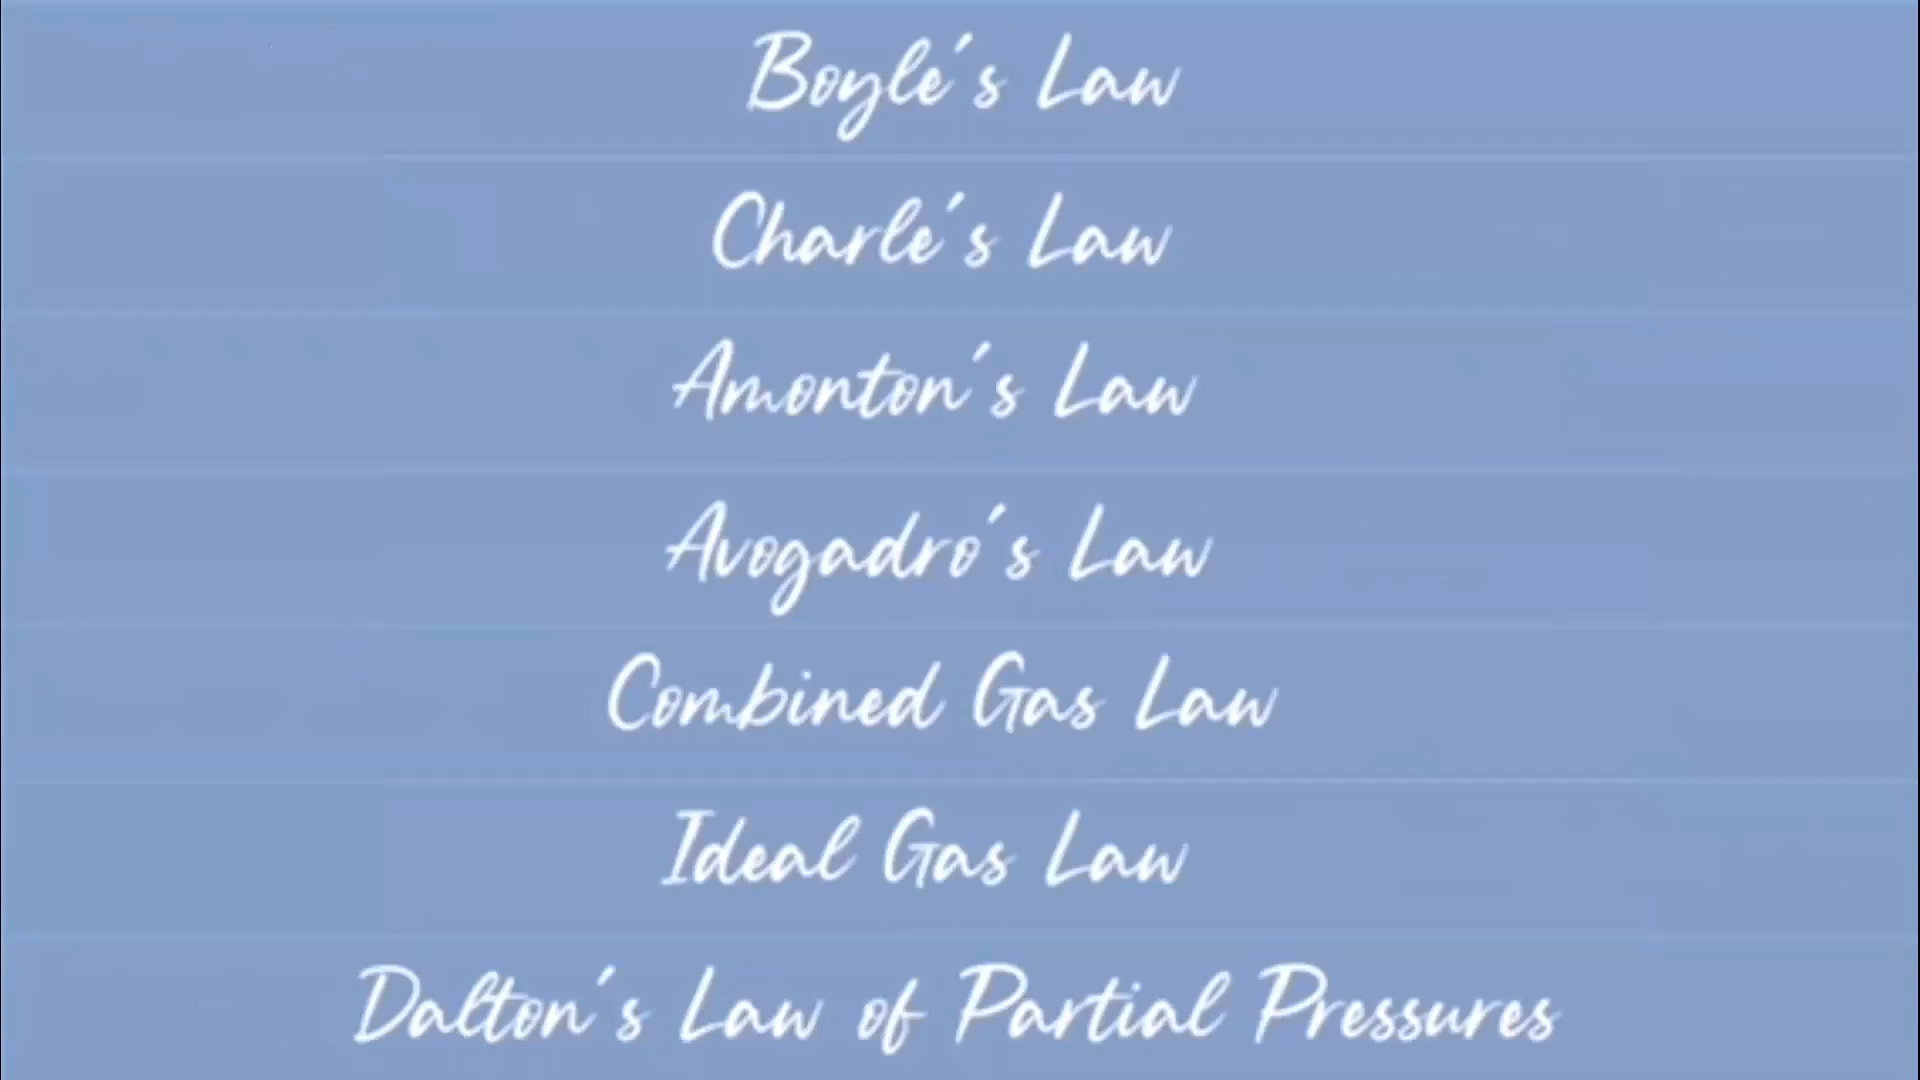 Boyle's Law
Charle's Law
Amonton's Law
Avogadro's Law
Combined Gas Law
Ideal Gas Law
Dalton's Law of Partial Pressures